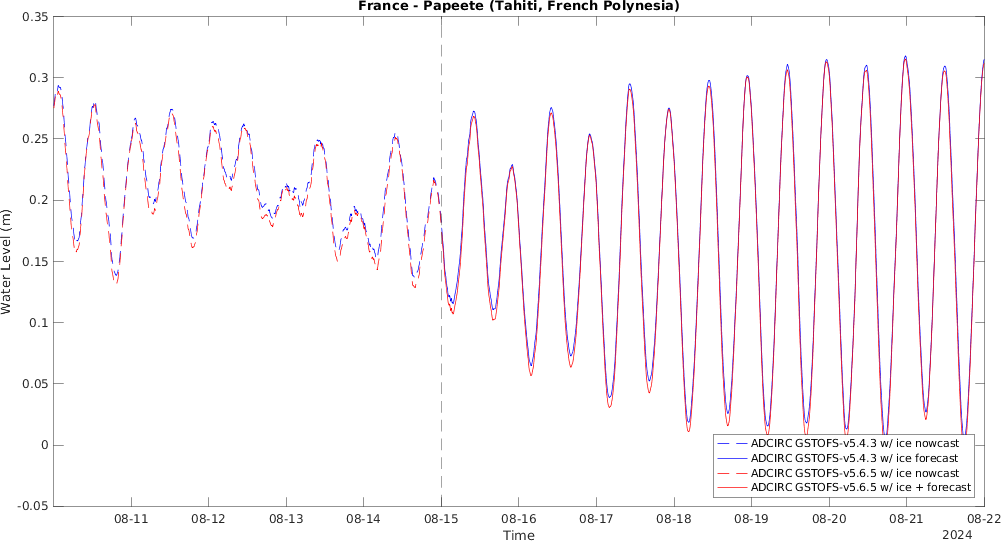 France - Papeete (Tahiti, French Polynesia)
0.35
0.3
0.25
0.2
0.15
0.1
0.05
0
-0.05
Water Level (m)
ADCIRC GSTOFS-v5.4.3 w/ ice nowcast
ADCIRC GSTOFS-v5.4.3 w/ ice forecast
ADCIRC GSTOFS-v5.6.5 w/ ice nowcast
ADCIRC GSTOFS-v5.6.5 w/ ice + forecast
08-11 08-12 08-13 08-14 08-15 08-16 08-17 08-18 08-19 08-20 08-21 08-22
Time
2024